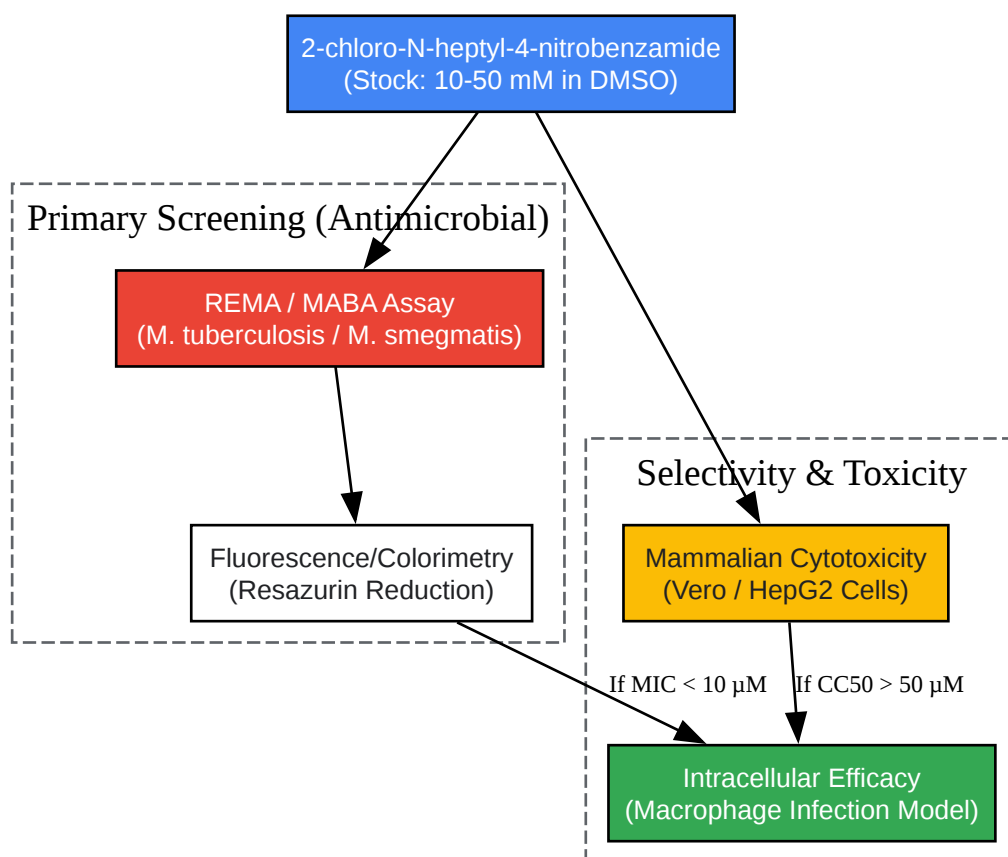 2-chloro-N-heptyl-4-nitrobenzamide
(Stock: 10-50 mM in DMSO)
Primary Screening (Antimicrobial)
REMA / MABA Assay
(M. tuberculosis / M. smegmatis)
Fluorescence/Colorimetry
(Resazurin Reduction)
Selectivity & Toxicity
Mammalian Cytotoxicity
(Vero / HepG2 Cells)
If MIC < 10 µM
If CC50 > 50 µM
Intracellular Efficacy
(Macrophage Infection Model)